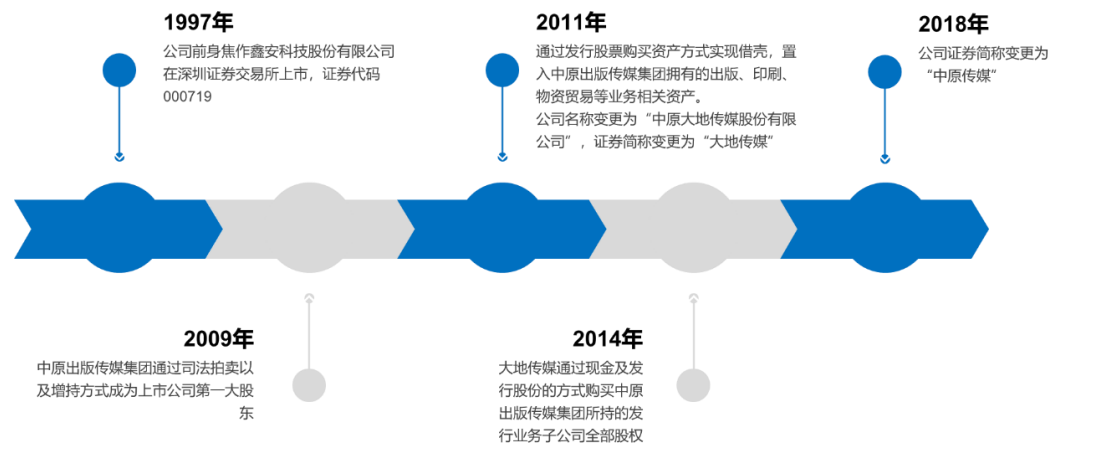 1997年
公司前身焦作鑫安科技股份有限公司
在深圳证券交易所上市，证券代码
000719
2009年
中原出版传媒集团通过司法拍卖以
及增持方式成为上市公司第一大股
东
2011年
通过发行股票购买资产方式实现借壳，置
入中原出版传媒集团拥有的出版、印刷、
物资贸易等业务相关资产。
公司名称变更为“中原大地传媒股份有限
公司”，证券简称变更为“大地传媒”
2014年
大地传媒通过现金及发
行股份的方式购买中原
出版传媒集团所持的发
行业务子公司全部股权
2018年
公司证券简称变更为
“中原传媒”